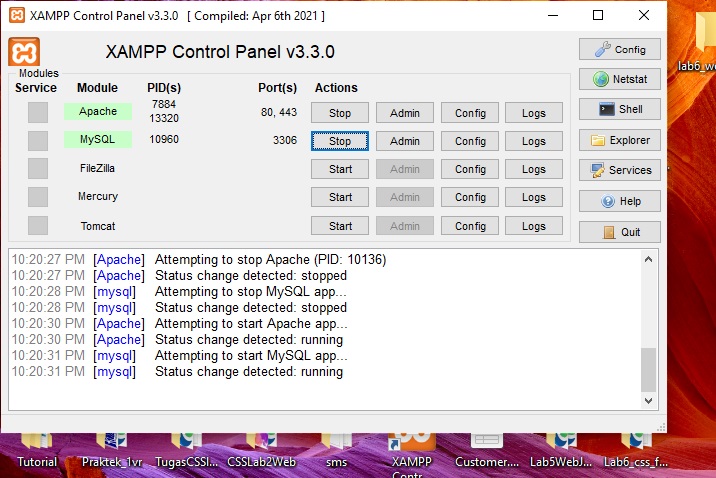 XAMPP Control Panel v3.3.0 [ Compiled: Apr 6th 2021 ]
XAMPP Control Panel v3.3.0
Config
Modules
Service Module PID(s) Port(s) Actions
Netstat
Apache 7884 13320 80, 443 Stop Admin Config Logs
Shell
MySQL 10960 3306 Stop Admin Config Logs
Explorer
FileZilla Start Admin Config Logs
Services
Mercury Start Admin Config Logs
Help
Tomcat Start Admin Config Logs
Quit
10:20:27 PM [Apache] Attempting to stop Apache (PID: 10136)
10:20:27 PM [Apache] Status change detected: stopped
10:20:28 PM [mysql] Attempting to stop MySQL app...
10:20:28 PM [mysql] Status change detected: stopped
10:20:30 PM [Apache] Attempting to start Apache app...
10:20:30 PM [Apache] Status change detected: running
10:20:31 PM [mysql] Attempting to start MySQL app...
10:20:31 PM [mysql] Status change detected: running
Tutorial Praktek_1vr TugasCSSl... CSSLab2Web sms XAMPP Customer.... Lab5WebJ... Lab6_css_f...